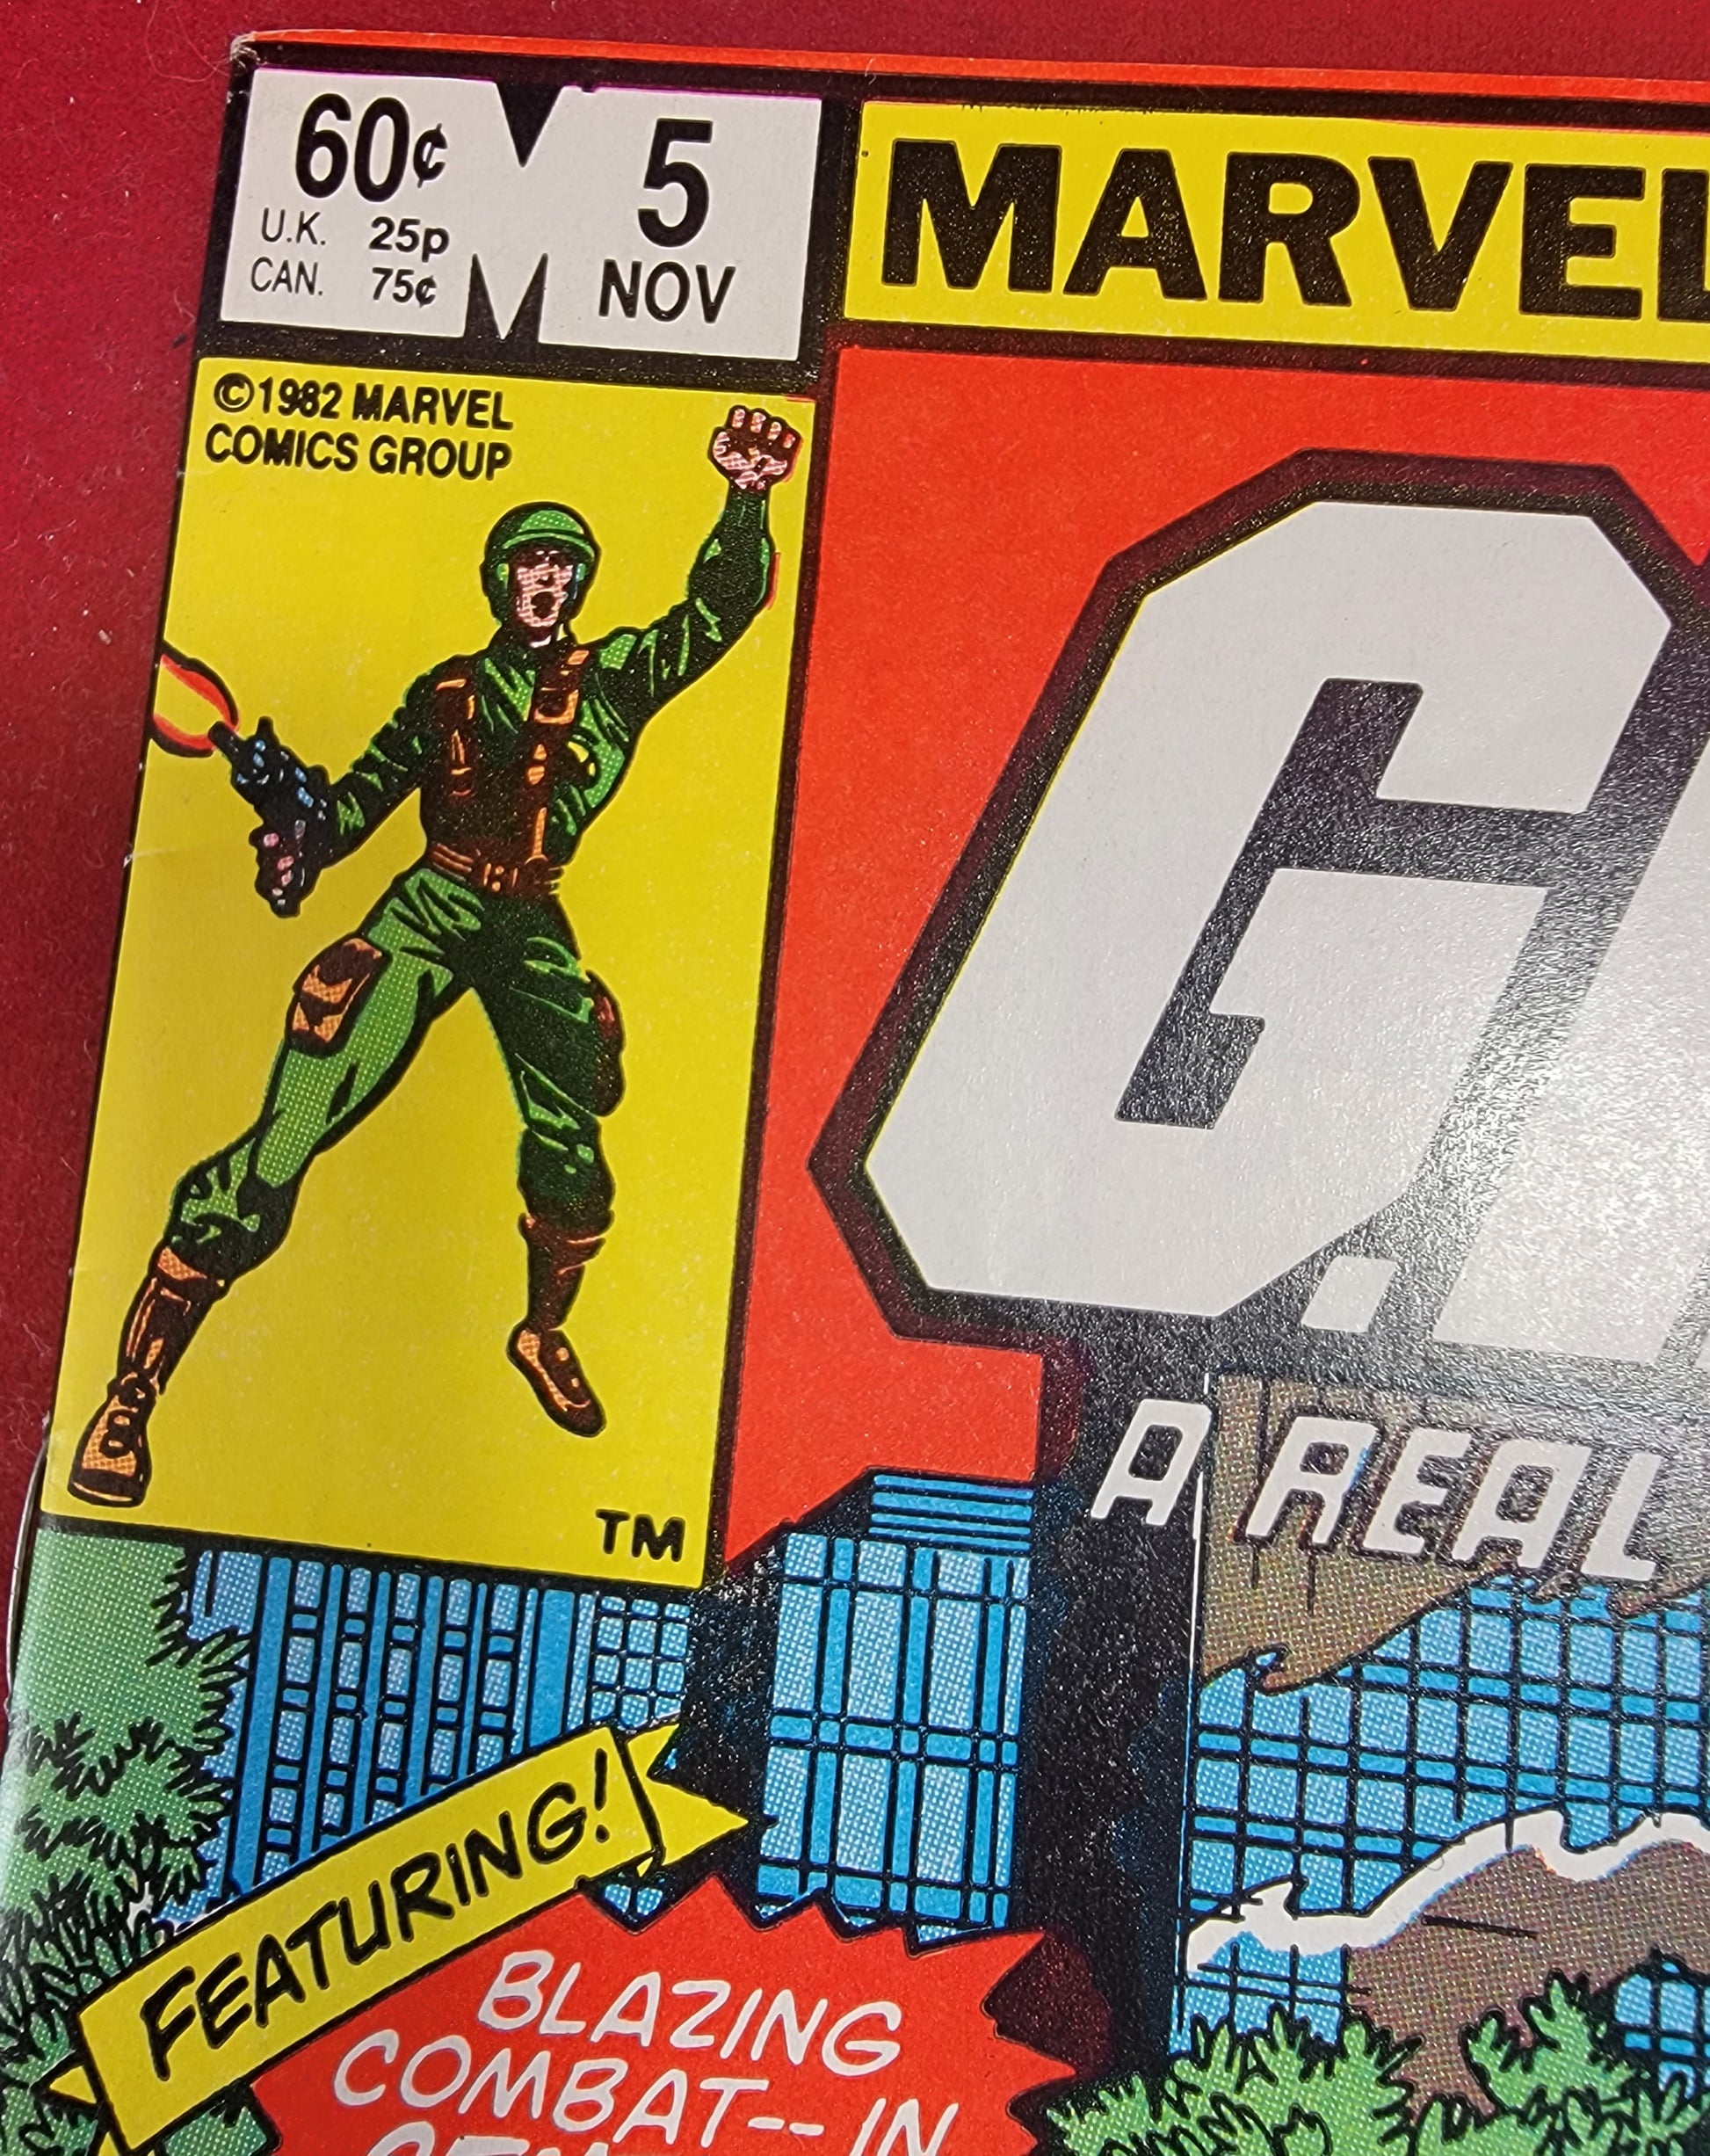 60¢ 5
U.K. 25p
CAN. 75¢
NOV
MARVEL
©1982 MARVEL
COMICS GROUP
G.I.
A REAL
TM
FEATURING!
BLAZING
COMBAT-- IN